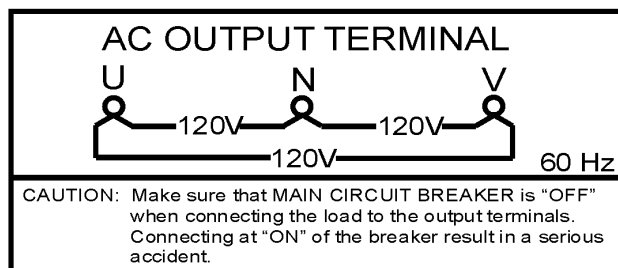 AC OUTPUT TERMINAL
U N V
120V 120V
120V
60 Hz
CAUTION: Make sure that MAIN CIRCUIT BREAKER is “OFF”
when connecting the load to the output terminals.
Connecting at “ON” of the breaker result in a serious
accident.